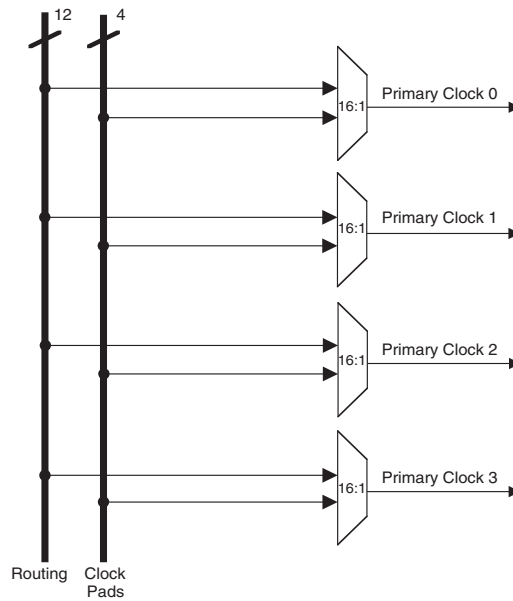 12
4
16:1
Primary Clock 0
16:1
Primary Clock 1
16:1
Primary Clock 2
16:1
Primary Clock 3
Routing
Clock
Pads